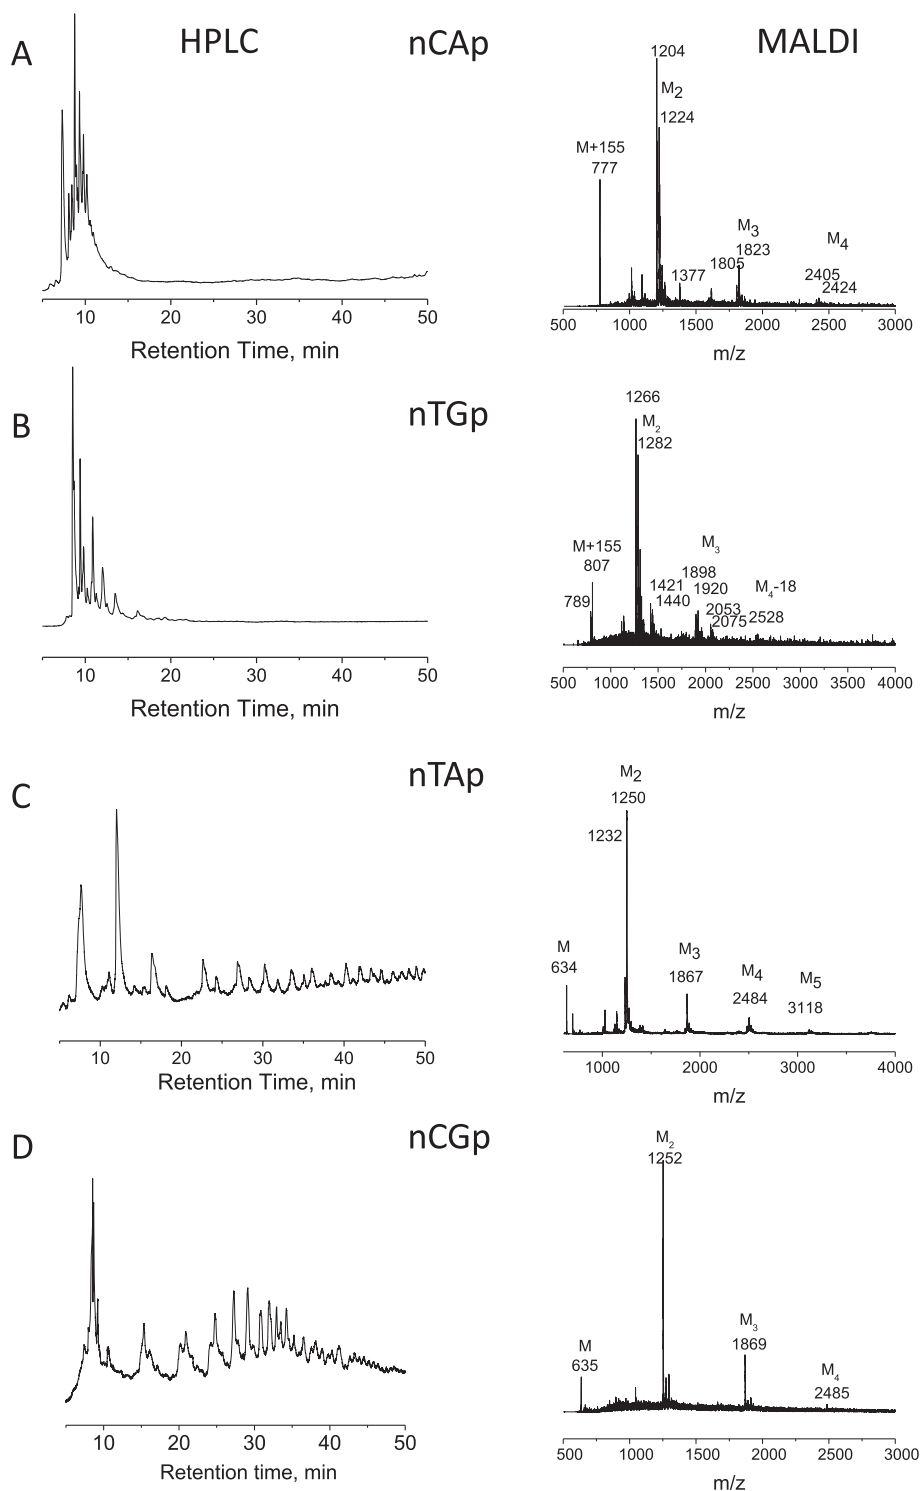 A
HPLC
nCAp
MALDI
1204
M2
1224
M+155
777
M3
1823
M4
1805
1377
2405
2424
10
20
30
40
50
Retention Time, min
500
1000
1500
2000
2500
3000
m/z
B
nTGp
1266
M2
1282
M+155
807
M3
1898
1920
M4-18
789
1421
1440
2053
2075
2528
10
20
30
40
50
Retention Time, min
500
1000
1500
2000
2500
3000
3500
4000
m/z
C
nTAp
M2
1250
1232
M
634
M3
1867
M4
2484
M5
3118
10
20
30
40
50
Retention Time, min
1000
2000
3000
4000
m/z
D
nCGp
M2
1252
M
635
M3
1869
M4
2485
10
20
30
40
50
Retention time, min
500
1000
1500
2000
2500
3000
m/z